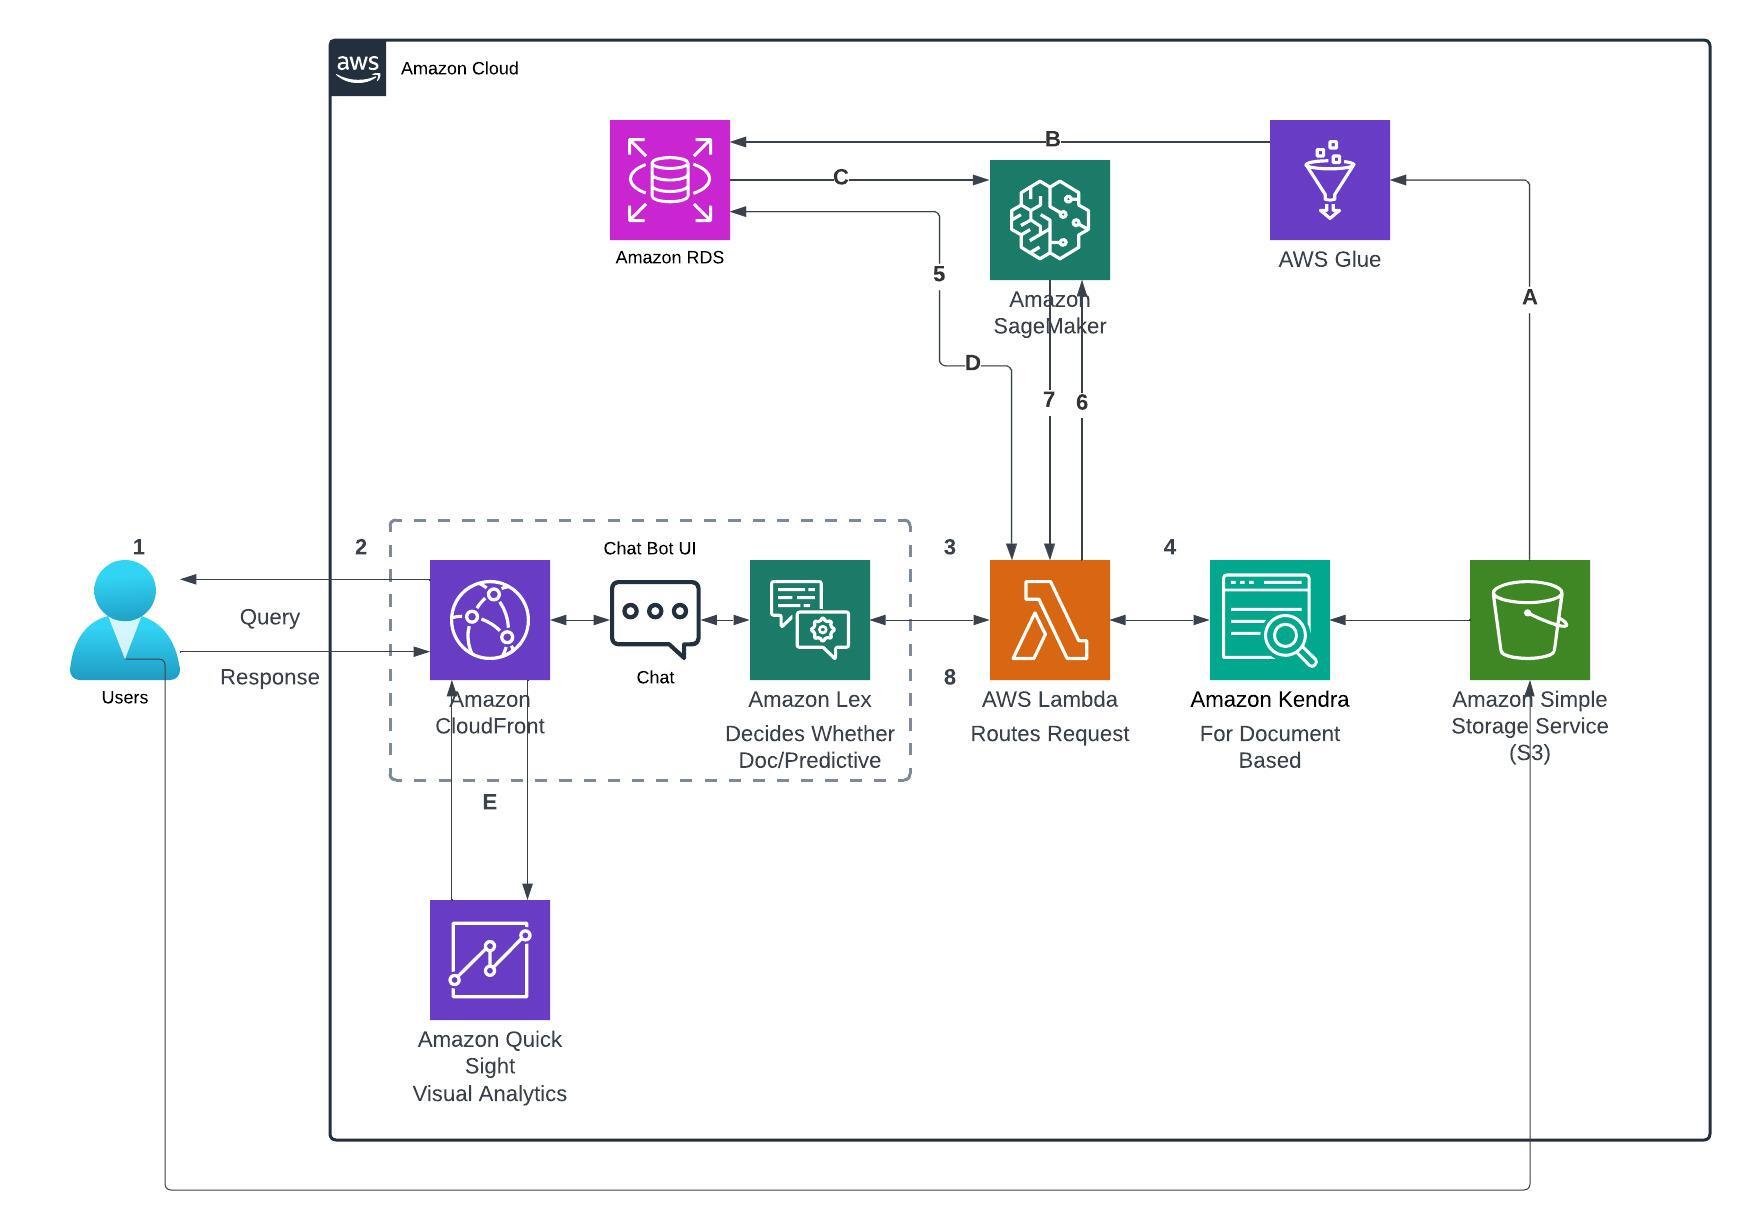 aws
Amazon Cloud
B
C
Amazon RDS
5
Amazon
SageMaker
AWS Glue
A
D
7
6
1
2
Chat Bot UI
3
4
Query
Response
Users
Amazon
CloudFront
Chat
Amazon Lex
Decides Whether
Doc/Predictive
8
AWS Lambda
Routes Request
Amazon Kendra
For Document
Based
Amazon Simple
Storage Service
(S3)
E
Amazon Quick
Sight
Visual Analytics